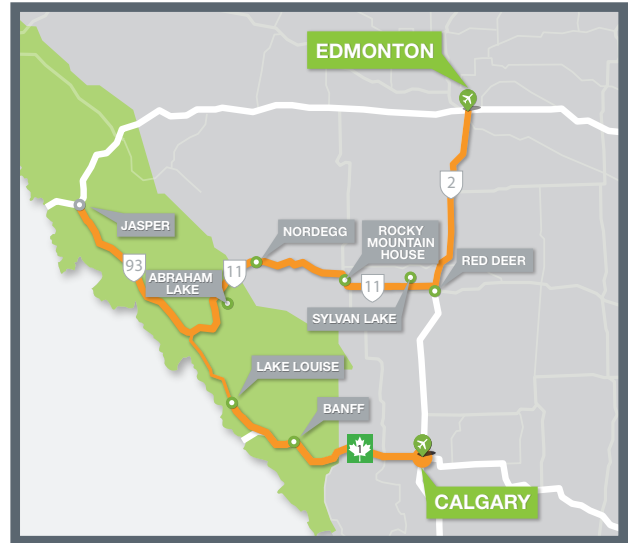 EDMONTON
2
JASPER
NORDEGG
ROCKY
MOUNTAIN
HOUSE
RED DEER
93
ABRAHAM
LAKE
11
11
SYLVAN LAKE
LAKE LOUISE
BANFF
1
CALGARY